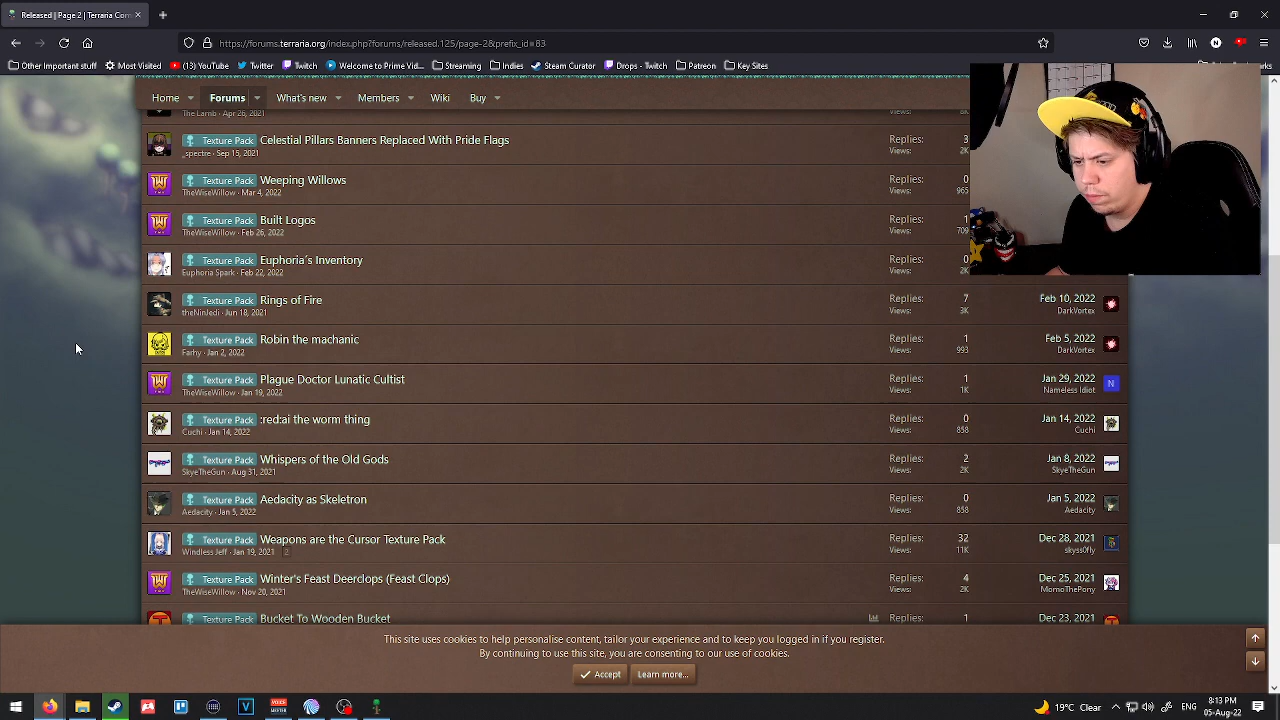 Released | Page 2 | Terraria Com
https://forums.terraria.org/index.php?forums/released.125/page-2&prefix_id=83
Other Important stuff Most Visited (13) YouTube Twitter Twitch Welcome to Prime Vid... Streaming Indies Steam Curator Drops - Twitch Patreon Key Sites
Home Forums What's new Members Wiki Buy
The Lamb · Apr 26, 2021
Texture Pack Celestial Pillars Banners Replaced With Pride Flags Replies: 3
_spectre · Sep 15, 2021 Views: 2K
Texture Pack Weeping Willows Replies: 0
TheWiseWillow · Mar 4, 2022 Views: 965
Texture Pack Built Logos Replies: 1
TheWiseWillow · Feb 26, 2022 Views: 709
Texture Pack Euphoria's Inventory Replies: 0
Euphoria Spark · Feb 22, 2022 Views: 2K
Texture Pack Rings of Fire Replies: 7 Feb 10, 2022
theNinJedi · Jun 18, 2021 Views: 3K DarkVortex
Texture Pack Robin the machanic Replies: 1 Feb 5, 2022
Farhy · Jan 2, 2022 Views: 993 DarkVortex
Texture Pack Plague Doctor Lunatic Cultist Replies: 1 Jan 29, 2022
TheWiseWillow · Jan 19, 2022 Views: 1K Nameless Idiot N
Texture Pack :red:ai the worm thing Replies: 0 Jan 14, 2022
Cuchi · Jan 14, 2022 Views: 858 Cuchi
Texture Pack Whispers of the Old Gods Replies: 2 Jan 8, 2022
SkyeTheGun · Aug 31, 2021 Views: 2K SkyeTheGun
Texture Pack Aedacity as Skeletron Replies: 0 Jan 5, 2022
Aedacity · Jan 5, 2022 Views: 858 Aedacity
Texture Pack Weapons are the Cursor Texture Pack Replies: 32 Dec 28, 2021
Windless Jeff · Jan 19, 2021 2 Views: 11K skyss0fly
Texture Pack Winter's Feast Deerclops (Feast Clops) Replies: 4 Dec 25, 2021
TheWiseWillow · Nov 20, 2021 Views: 2K MomoThePony
Texture Pack Bucket To Wooden Bucket Replies: 1 Dec 23, 2021
This site uses cookies to help personalise content, tailor your experience and to keep you logged in if you register.
By continuing to use this site, you are consenting to our use of cookies.
Accept Learn more...
19°C Clear ENG 8:13 PM
05-Aug-22